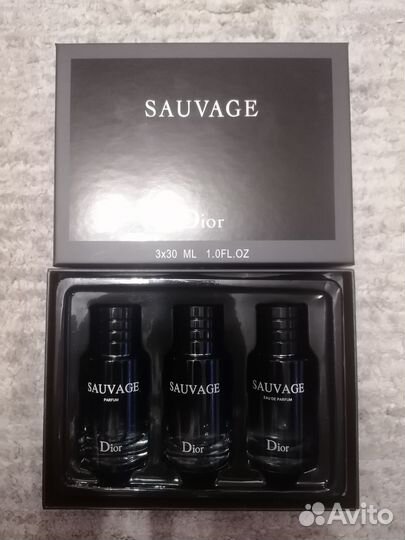 SAUVAGE
Dior
3x30 ML 1.0FL.OZ
SAUVAGE
PARFUM
Dior
SAUVAGE
Dior
SAUVAGE
EAU DE PARFUM
Dior
Avito